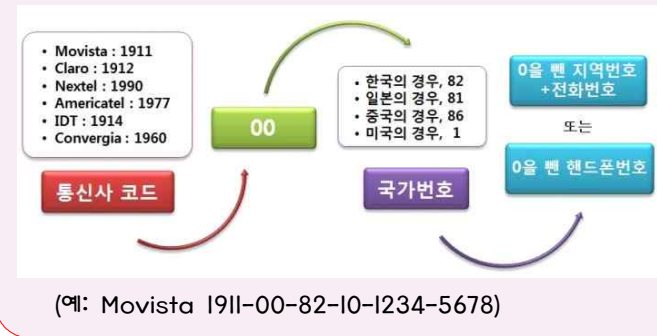 • Movista : 1911
• Claro : 1912
• Nextel : 1990
• Americatel : 1977
• IDT : 1914
• Convergia : 1960
통신사 코드
00
• 한국의 경우, 82
• 일본의 경우, 81
• 중국의 경우, 86
• 미국의 경우, 1
국가번호
0을 뺀 지역번호
+전화번호
또는
0을 뺀 핸드폰번호
(예: Movista 1911-00-82-10-1234-5678)